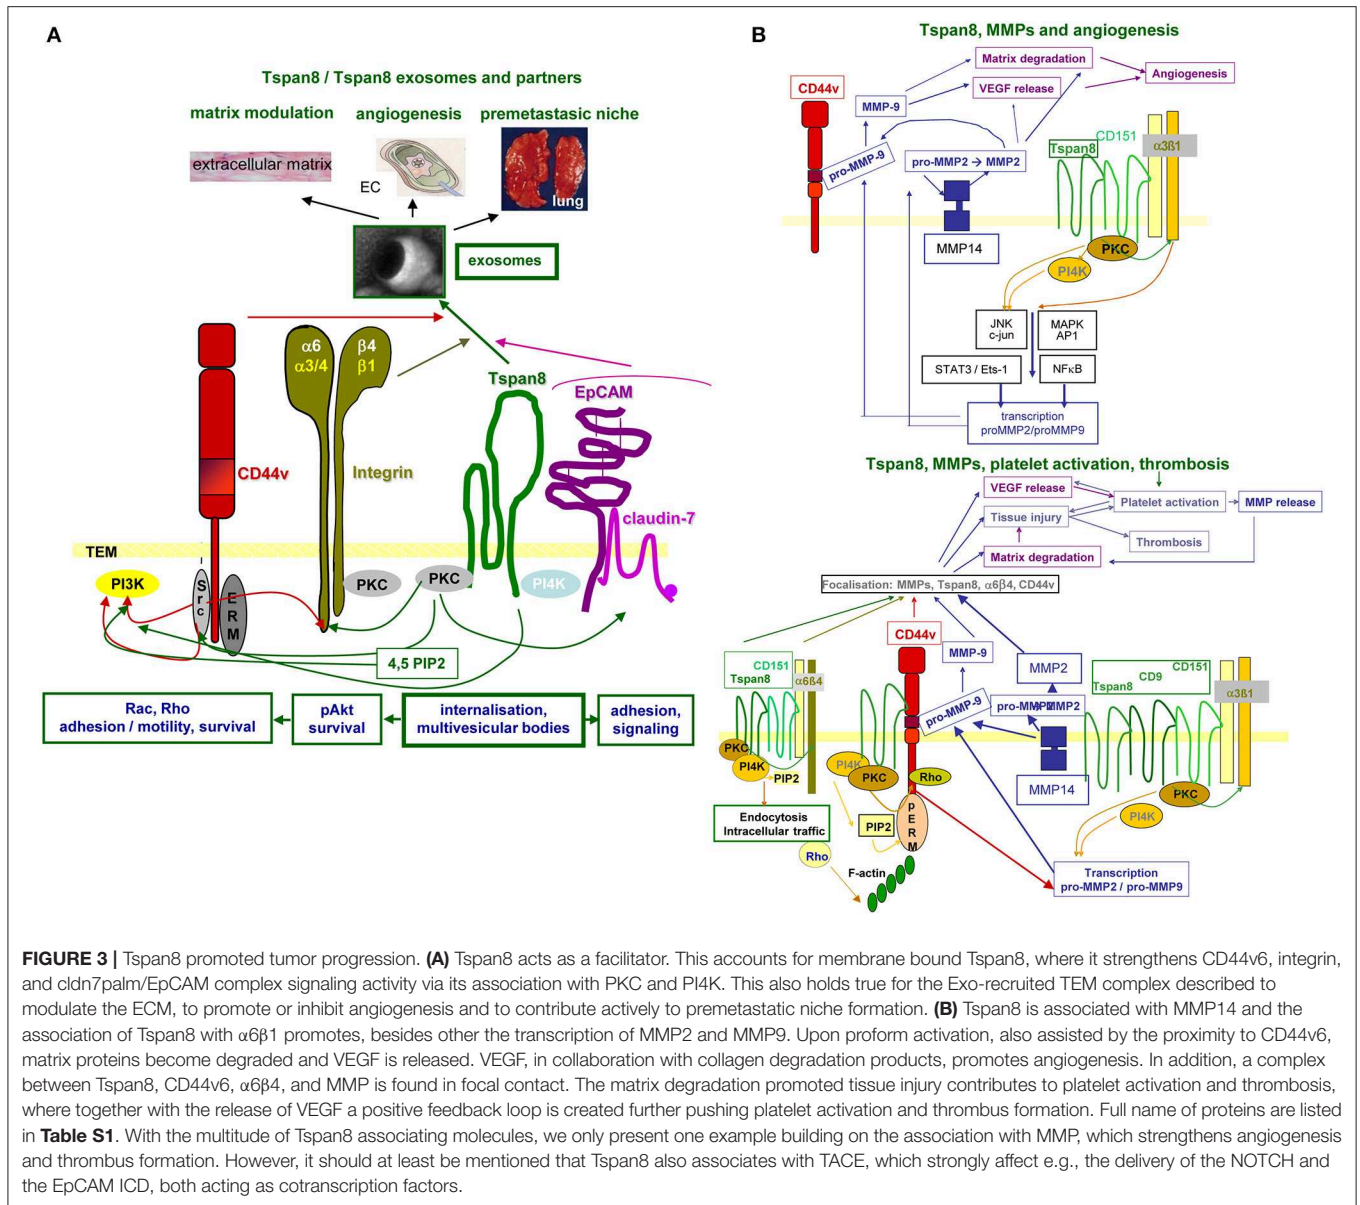 A
Tspan8 / Tspan8 exosomes and partners
matrix modulation
angiogenesis
premetastasic niche
extracellular matrix
EC
lung
exosomes
α6
α3/4
β4
β1
Tspan8
EpCAM
CD44v
Integrin
claudin-7
TEM
PI3K
Src
ERM
PKC
PKC
PI4K
4,5 PIP2
Rac, Rho
adhesion / motility, survival
pAkt
survival
internalisation,
multivesicular bodies
adhesion,
signaling
B
Tspan8, MMPs and angiogenesis
Matrix degradation
Angiogenesis
VEGF release
CD44v
MMP-9
pro-MMP-9
pro-MMP2 → MMP2
MMP14
CD151
Tspan8
α3ß1
PKC
PI4K
JNK
c-jun
MAPK
AP1
STAT3 / Ets-1
NFκB
transcription
proMMP2/proMMP9
Tspan8, MMPs, platelet activation, thrombosis
VEGF release
Platelet activation
MMP release
Tissue injury
Thrombosis
Matrix degradation
Focalisation: MMPs, Tspan8, α6β4, CD44v
CD44v
MMP-9
MMP2
CD151
Tspan8
α6ß4
pro-MMP-9
pro-MMP2
MMP2
CD151
CD9
Tspan8
α3ß1
PKC
PI4K
PIP2
PI4K
PKC
Rho
MMP14
PKC
PI4K
Endocytosis
Intracellular traffic
PIP2
pERM
Rho
F-actin
Transcription
pro-MMP2 / pro-MMP9
FIGURE 3 | Tspan8 promoted tumor progression. (A) Tspan8 acts as a facilitator. This accounts for membrane bound Tspan8, where it strengthens CD44v6, integrin,
and cldn7palm/EpCAM complex signaling activity via its association with PKC and PI4K. This also holds true for the Exo-recruited TEM complex described to
modulate the ECM, to promote or inhibit angiogenesis and to contribute actively to premetastatic niche formation. (B) Tspan8 is associated with MMP14 and the
association of Tspan8 with α6β1 promotes, besides other the transcription of MMP2 and MMP9. Upon proform activation, also assisted by the proximity to CD44v6,
matrix proteins become degraded and VEGF is released. VEGF, in collaboration with collagen degradation products, promotes angiogenesis. In addition, a complex
between Tspan8, CD44v6, α6β4, and MMP is found in focal contact. The matrix degradation promoted tissue injury contributes to platelet activation and thrombosis,
where together with the release of VEGF a positive feedback loop is created further pushing platelet activation and thrombus formation. Full name of proteins are listed
in Table S1. With the multitude of Tspan8 associating molecules, we only present one example building on the association with MMP, which strengthens angiogenesis
and thrombus formation. However, it should at least be mentioned that Tspan8 also associates with TACE, which strongly affect e.g., the delivery of the NOTCH and
the EpCAM ICD, both acting as cotranscription factors.